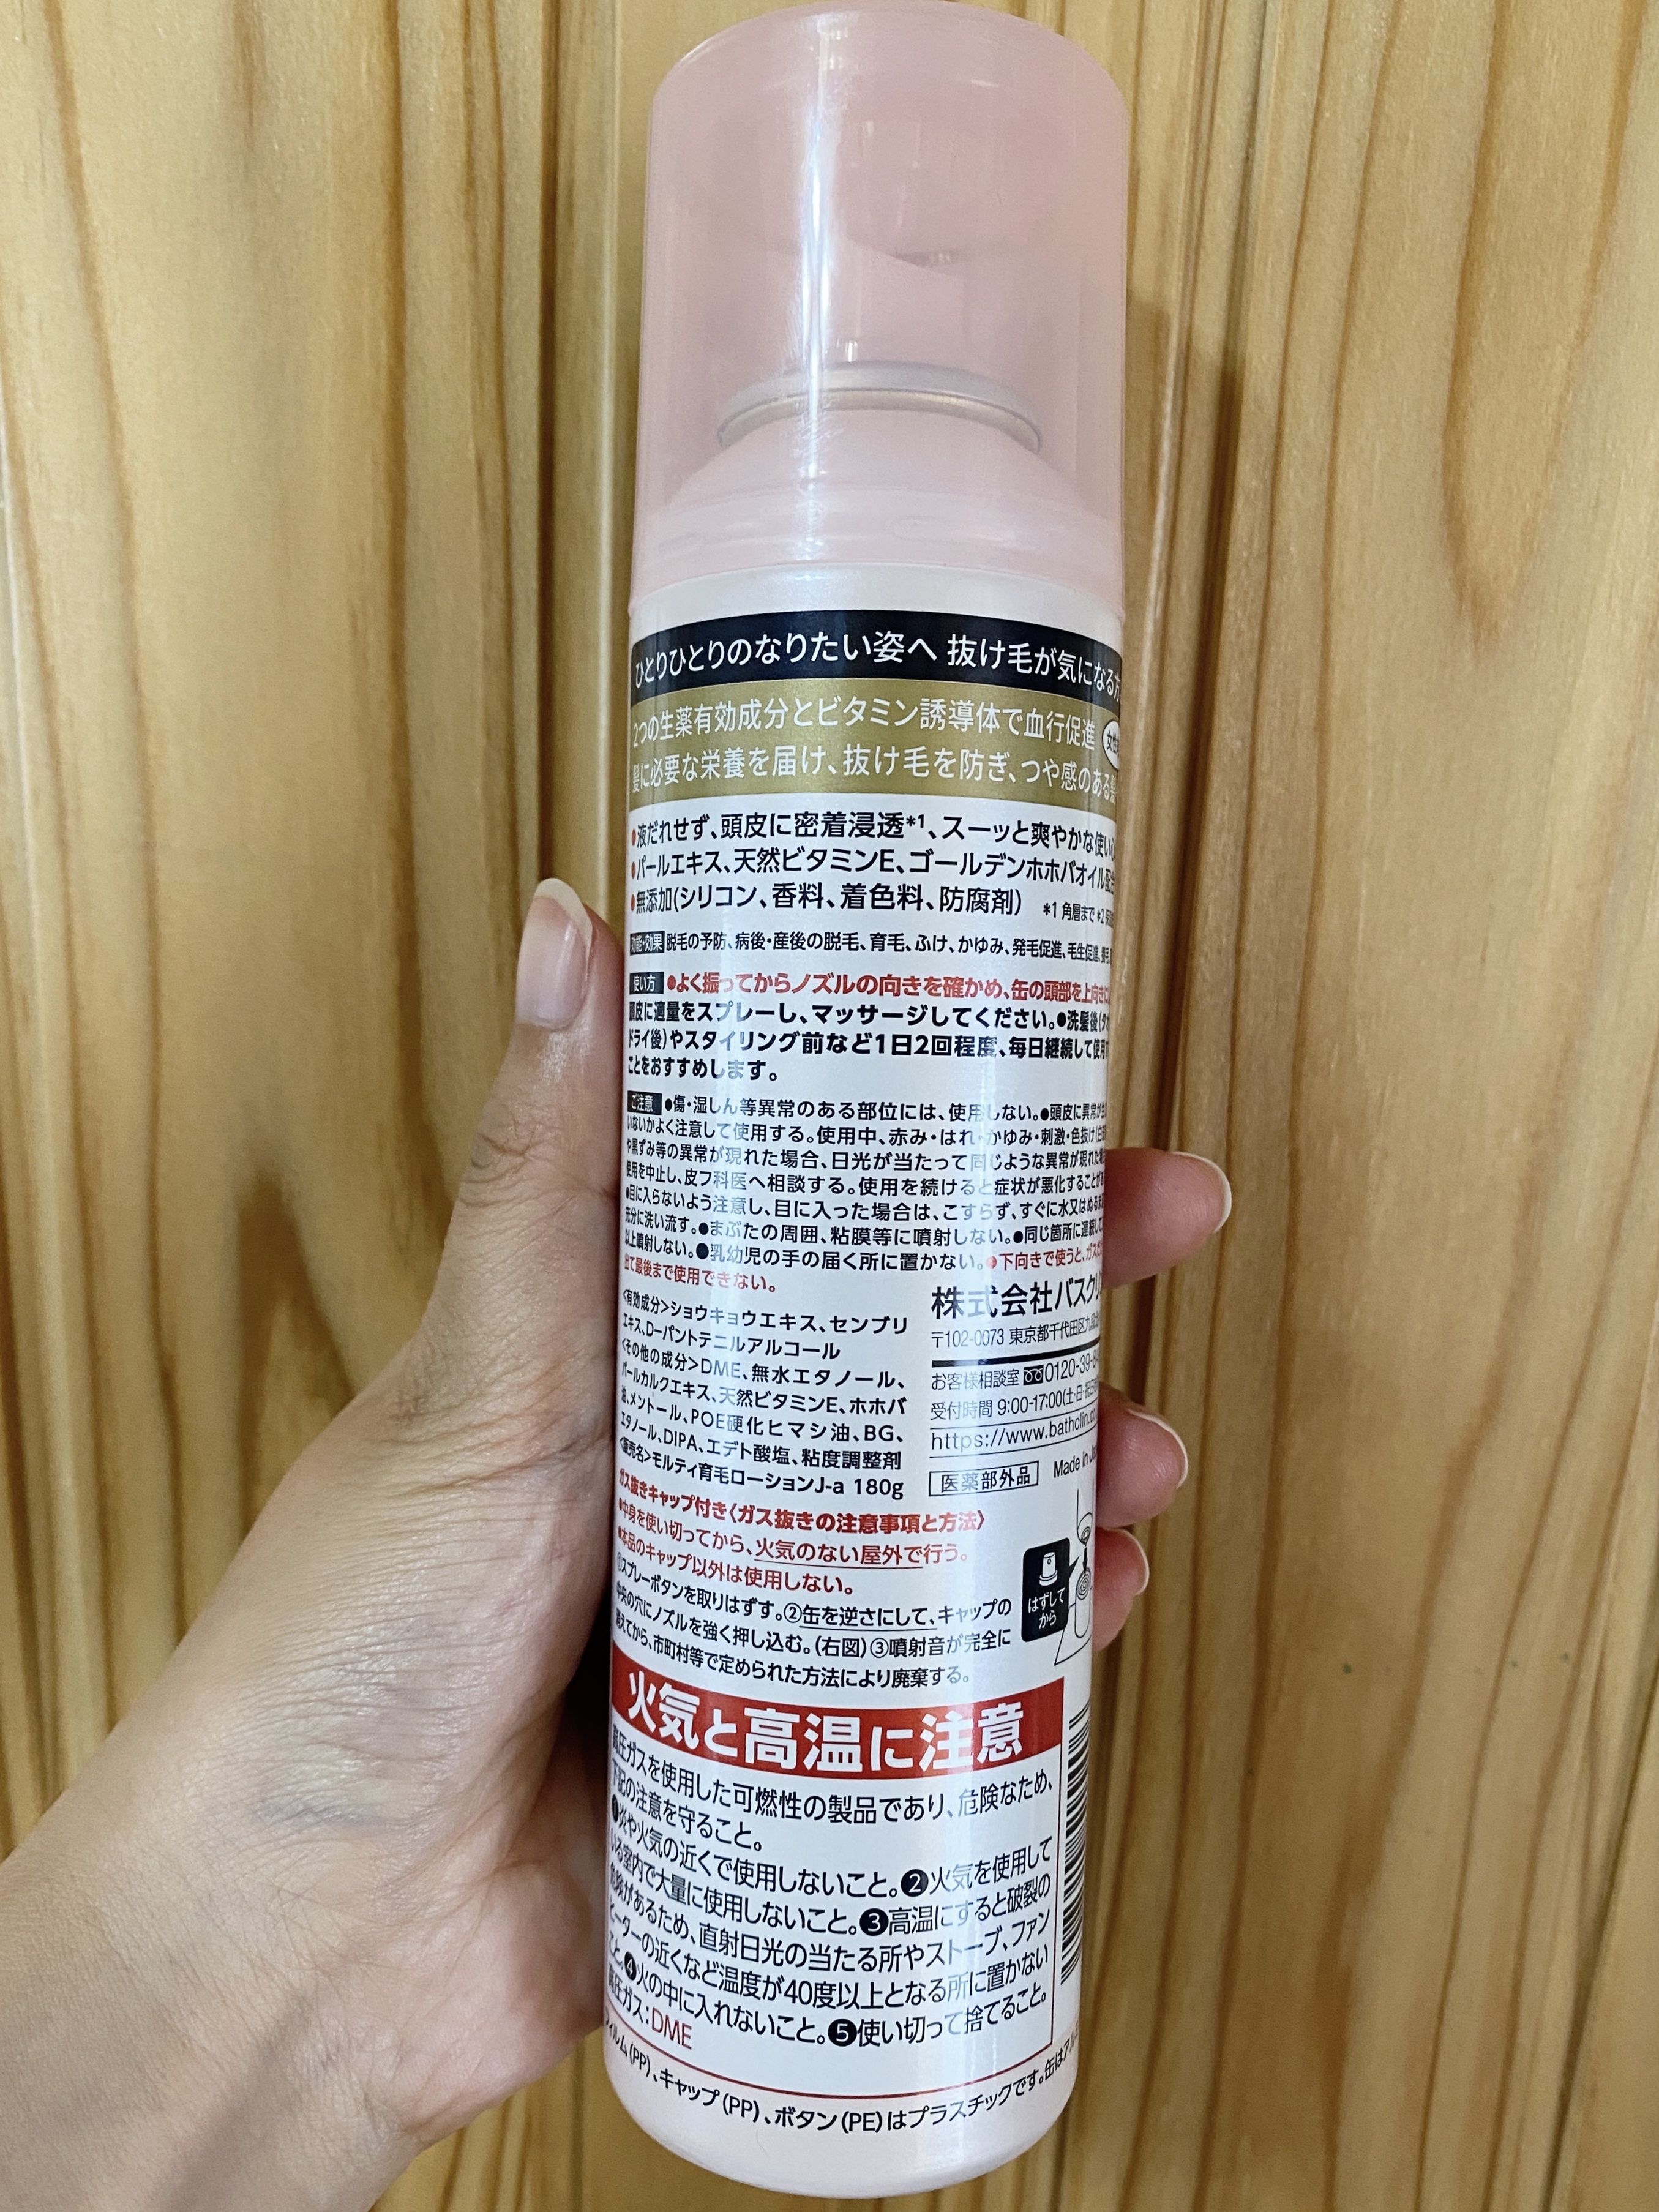 ひとりひとりのなりたい姿へ 抜け毛が気になる方
2つの生薬有効成分とビタミン誘導体で血行促進
髪に必要な栄養を届け、抜け毛を防ぎ、つや感のある髪
●液だれせず、頭皮に密着浸透*1、スーッと爽やかな使い
●パールエキス、天然ビタミンE、ゴールデンホホバオイル配
●無添加(シリコン、香料、着色料、防腐剤) *1 角層まで *2
効能・効果 脱毛の予防、病後・産後の脱毛、育毛、ふけ、かゆみ、発毛促進、毛生促進、
使い方 ●よく振ってからノズルの向きを確かめ、缶の頭部を上向きに
頭皮に適量をスプレーし、マッサージしてください。●洗髪後(タオ
ドライ後)やスタイリング前など1日2回程度、毎日継続して使用
ことをおすすめします。
ご注意 ●傷・湿しん等異常のある部位には、使用しない。●頭皮に異常が
いないかよく注意して使用する。使用中、赤み・はれ・かゆみ・刺激・色抜け(白斑
や黒ずみ等の異常が現れた場合、日光が当たって同じような異常が現れた
使用を中止し、皮フ科医へ相談する。使用を続けると症状が悪化することが
●目に入らないよう注意し、目に入った場合は、こすらず、すぐに水又はぬるま
充分に洗い流す。●まぶたの周囲、粘膜等に噴射しない。●同じ箇所に連続して
以上噴射しない。●乳幼児の手の届く所に置かない。●下向きで使うと、ガス
出て最後まで使用できない。
<有効成分>ショウキョウエキス、センブリ
エキス、D-パントテニルアルコール
<その他の成分>DME、無水エタノール、
パールカルクエキス、天然ビタミンE、ホホバ
油、メントール、POE硬化ヒマシ油、BG、
エタノール、DIPA、エデト酸塩、粘度調整剤
<販売名>モルティ育毛ローションJ-a 180g
株式会社バスクリ
〒102-0073 東京都千代田区九段
お客様相談室 0120-39-
受付時間 9:00-17:00(土・日・祝日
https://www.bathclin.
医薬部外品 Made in
ガス抜きキャップ付き〈ガス抜きの注意事項と方法〉
●中身を使い切ってから、火気のない屋外で行う。
●本品のキャップ以外は使用しない。
①スプレーボタンを取りはずす。②缶を逆さにして、キャップの
中央の穴にノズルを強く押し込む。(右図)③噴射音が完全に
消えてから、市町村等で定められた方法により廃棄する。
はずして
から
火気と高温に注意
高圧ガスを使用した可燃性の製品であり、危険なため、
下記の注意を守ること。
❶炎や火気の近くで使用しないこと。❷火気を使用して
いる室内で大量に使用しないこと。❸高温にすると破裂の
危険があるため、直射日光の当たる所やストーブ、ファン
ヒーターの近くなど温度が40度以上となる所に置かない
こと。❹火の中に入れないこと。❺使い切って捨てること。
高圧ガス:DME
フィルム(PP)、キャップ(PP)、ボタン(PE)はプラスチックです。缶はア